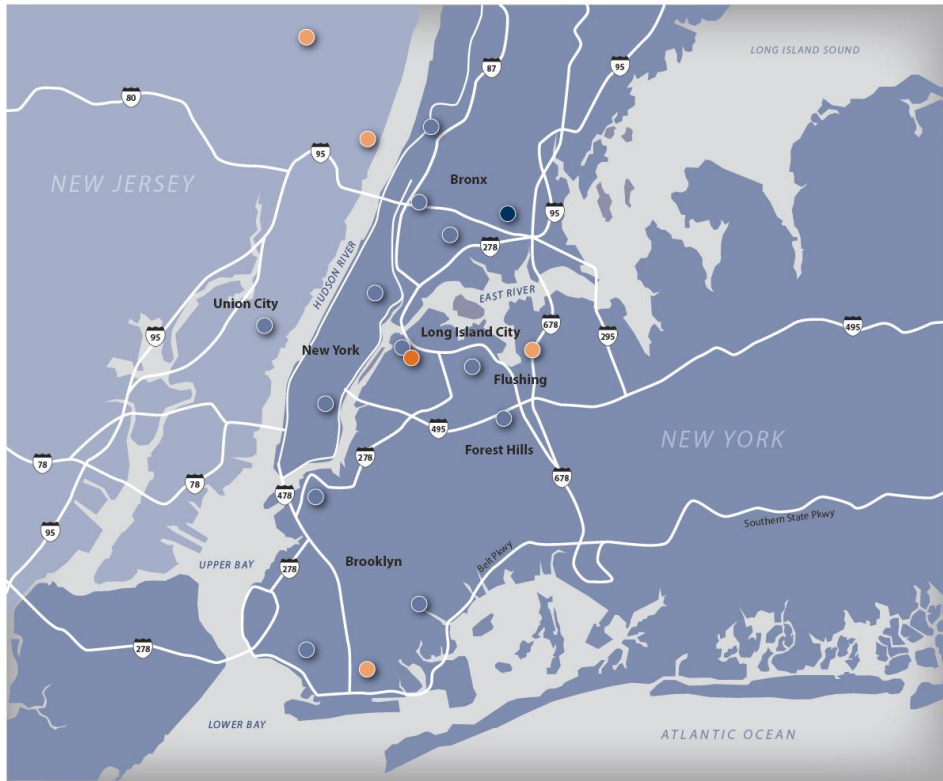 LONG ISLAND SOUND
87
95
80
95
NEW JERSEY
Bronx
95
278
HUDSON RIVER
EAST RIVER
Union City
678
Long Island City
495
95
295
New York
Flushing
495
NEW YORK
Forest Hills
278
78
678
78
478
Southern State Pkwy
95
Belt Pkwy
UPPER BAY
278
Brooklyn
278
LOWER BAY
ATLANTIC OCEAN